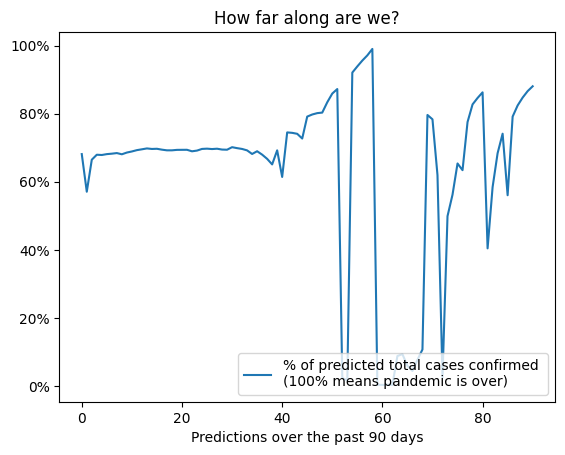 How far along are we?
100%
80%
60%
40%
20%
0%
% of predicted total cases confirmed
(100% means pandemic is over)
0 20 40 60 80
Predictions over the past 90 days